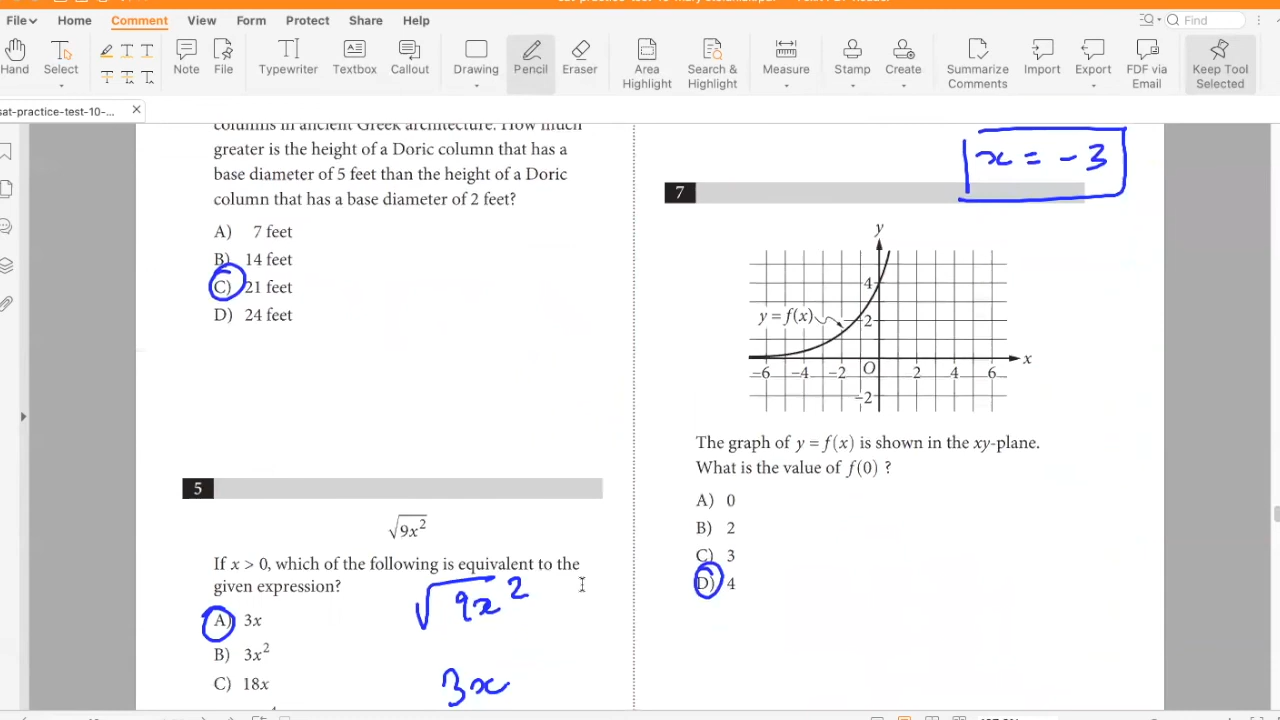 File
Home
Comment
View
Form
Protect
Share
Help
Find
Hand
Select
Note
File
Typewriter
Textbox
Callout
Drawing
Pencil
Eraser
Area Highlight
Search & Highlight
Measure
Stamp
Create
Summarize Comments
Import
Export
PDF via Email
Keep Tool Selected
sat-practice-test-10-...
columns in ancient Greek architecture. How much
greater is the height of a Doric column that has a
base diameter of 5 feet than the height of a Doric
column that has a base diameter of 2 feet?
A) 7 feet
B) 14 feet
C) 21 feet
D) 24 feet
5
√9x²
If x > 0, which of the following is equivalent to the
given expression?
A) 3x
B) 3x²
C) 18x
√9x²
3x
x = -3
7
y
4
y = f(x)
2
x
-6 -4 -2 O 2 4 6
-2
The graph of y = f(x) is shown in the xy-plane.
What is the value of f(0) ?
A) 0
B) 2
C) 3
D) 4